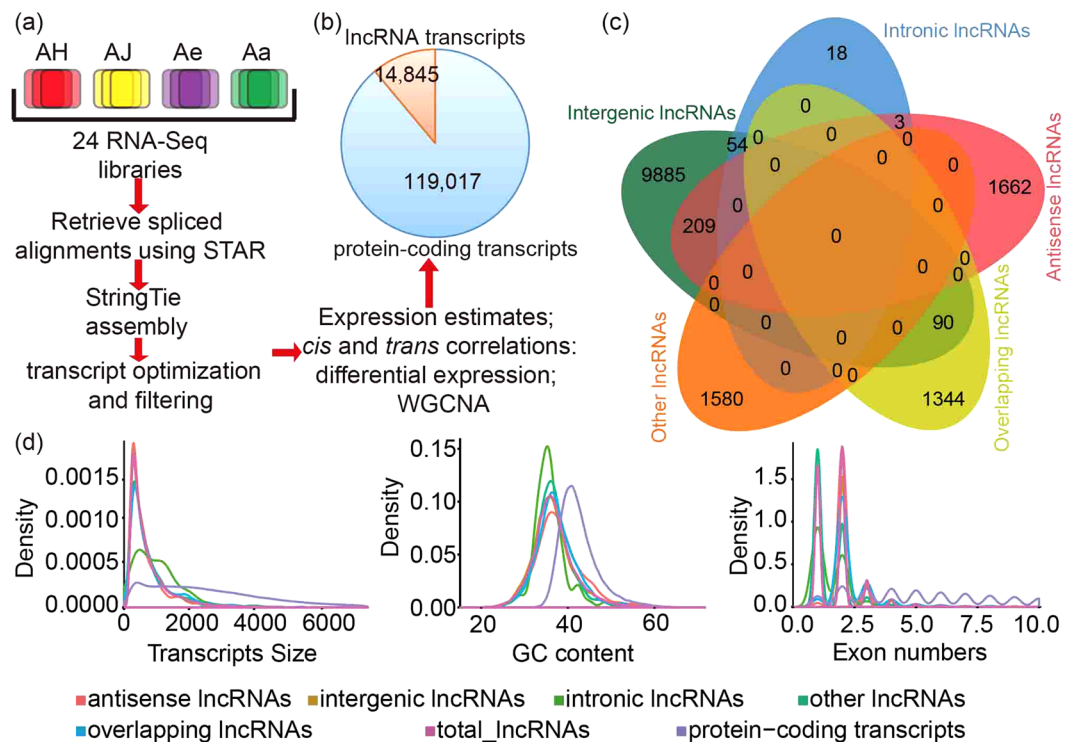 (a)
AH AJ Ae Aa
24 RNA-Seq
libraries
Retrieve spliced
alignments using STAR
StringTie
assembly
transcript optimization
and filtering
Expression estimates;
cis and trans correlations:
differential expression;
WGCNA
(b)
lncRNA transcripts
14,845
119,017
protein-coding transcripts
(c)
Intronic lncRNAs
18
Intergenic lncRNAs
Antisense lncRNAs
Overlapping lncRNAs
Other lncRNAs
0
3
0 0
0
54
0 0 0
9885
1662
0 0
209
0
0
0 0
0
0
0
0 0 90
0
0 0 0
1580
1344
(d)
Density
0.0015
0.0010
0.0005
0.0000
0 2000 4000 6000
Transcripts Size
Density
0.15
0.10
0.05
0.00
20 40 60
GC content
Density
1.5
1.0
0.5
0.0
0.0 2.5 5.0 7.5 10.0
Exon numbers
antisense lncRNAs intergenic lncRNAs intronic lncRNAs other lncRNAs
overlapping lncRNAs total_lncRNAs protein−coding transcripts